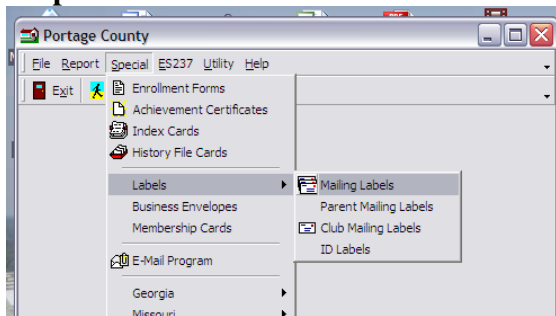 Portage County
File Report Special ES237 Utility Help
Exit
Enrollment Forms
Achievement Certificates
Index Cards
History File Cards
Labels
Mailing Labels
Business Envelopes
Parent Mailing Labels
Membership Cards
Club Mailing Labels
ID Labels
E-Mail Program
Georgia
Missouri